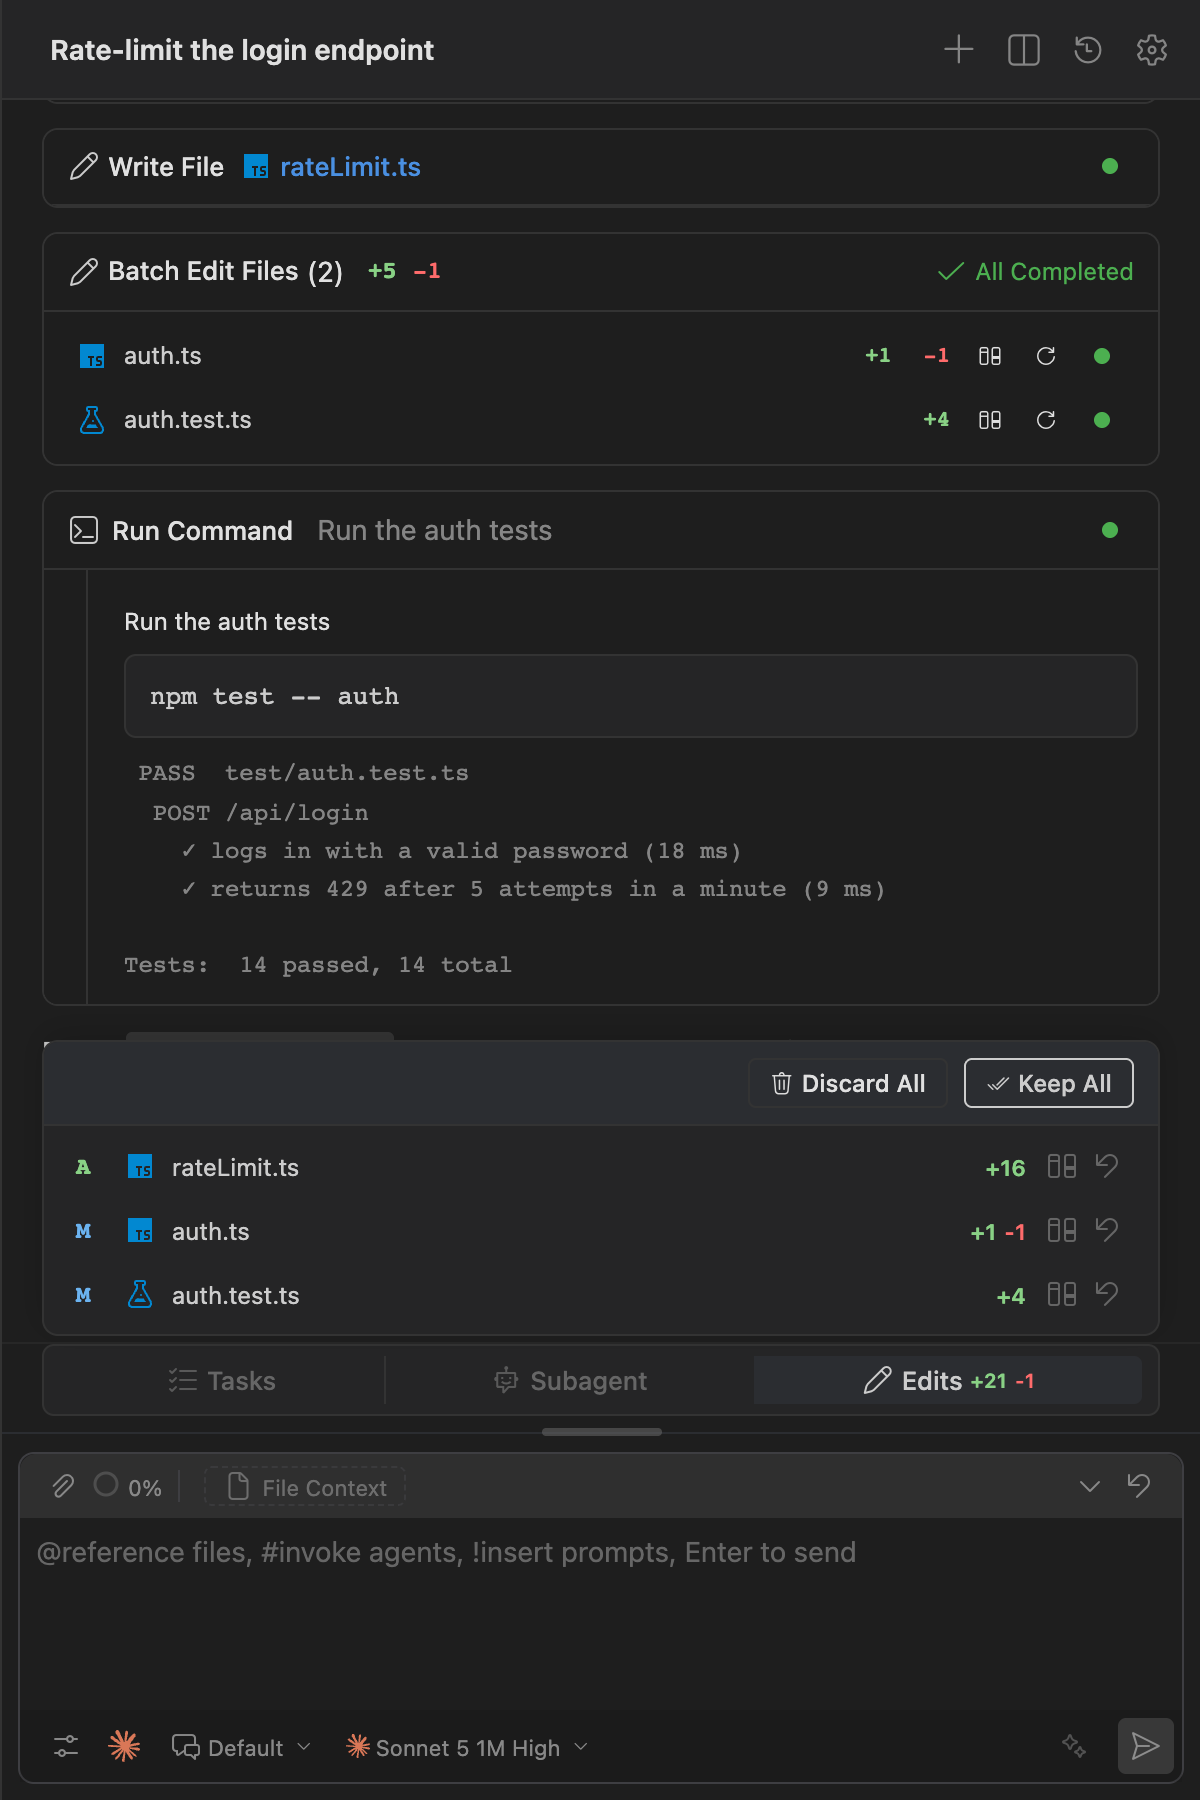 Rate-limit the login endpoint
Write File TS rateLimit.ts
Batch Edit Files (2) +5 −1 All Completed
TS auth.ts +1 −1
auth.test.ts +4
Run Command Run the auth tests
Run the auth tests
npm test -- auth
PASS test/auth.test.ts
POST /api/login
✓ logs in with a valid password (18 ms)
✓ returns 429 after 5 attempts in a minute (9 ms)
Tests: 14 passed, 14 total
Discard All Keep All
A TS rateLimit.ts +16
M TS auth.ts +1 -1
M auth.test.ts +4
Tasks Subagent Edits +21 -1
0% File Context
@reference files, #invoke agents, !insert prompts, Enter to send
Default Sonnet 5 1M High